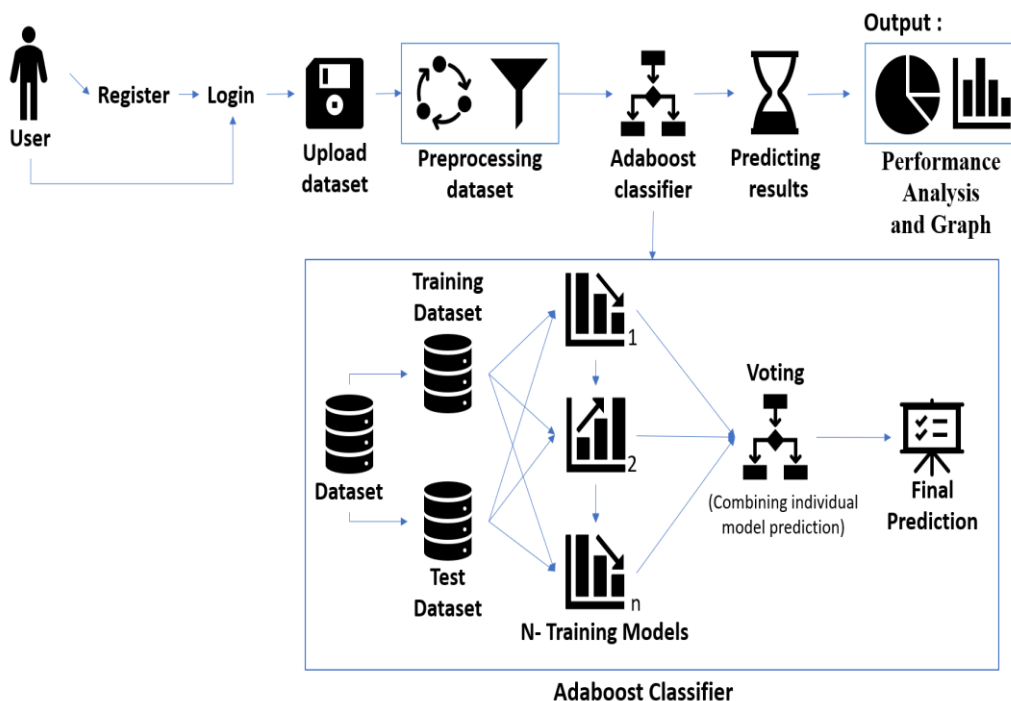 Output :
User
Register
Login
Upload
dataset
Preprocessing
dataset
Adaboost
classifier
Predicting
results
Performance
Analysis
and Graph
Training
Dataset
Dataset
Test
Dataset
1
2
n
N- Training Models
Voting
(Combining individual
model prediction)
Final
Prediction
Adaboost Classifier